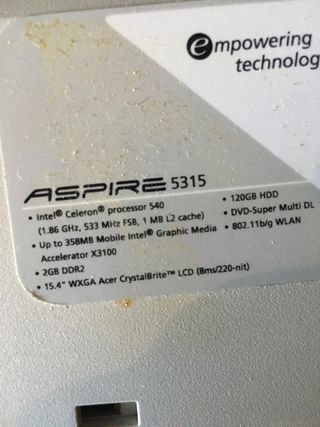 empowering
technolog
ASPIRE 5315
• Intel® Celeron® processor 540
(1.86 GHz, 533 MHz FSB, 1 MB L2 cache)
• Up to 358MB Mobile Intel® Graphic Media
Accelerator X3100
• 2GB DDR2
• 15.4" WXGA Acer CrystalBrite™ LCD (8ms/220-nit)
• 120GB HDD
• DVD-Super Multi DL
• 802.11b/g WLAN